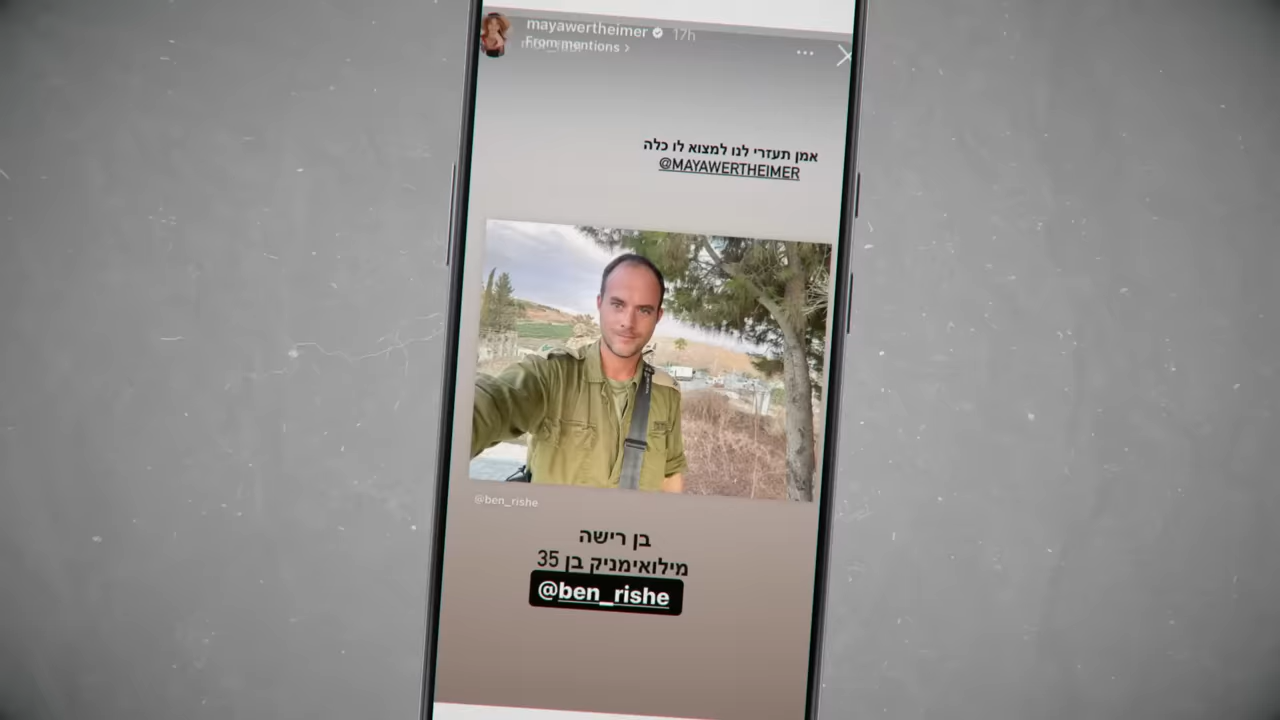 mayawertheimer 17h
From mentions >
אמן תעזרי לנו למצוא לו כלה
@MAYAWERTHEIMER
@ben_rishe
בן רישה
מילואימניק בן 35
@ben_rishe